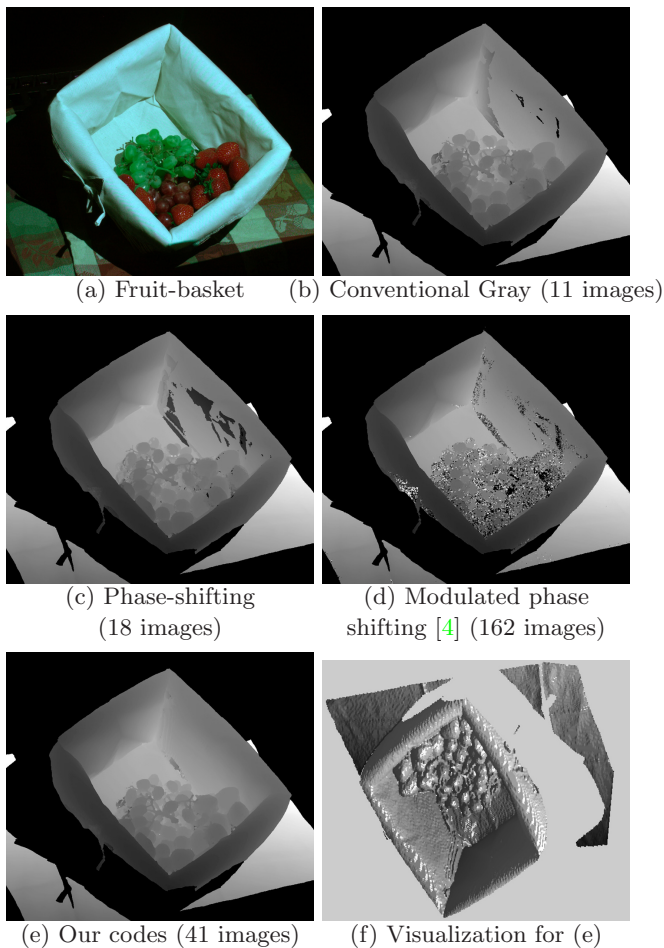 (a) Fruit-basket
(b) Conventional Gray (11 images)
(c) Phase-shifting
(18 images)
(d) Modulated phase
shifting [4] (162 images)
(e) Our codes (41 images)
(f) Visualization for (e)